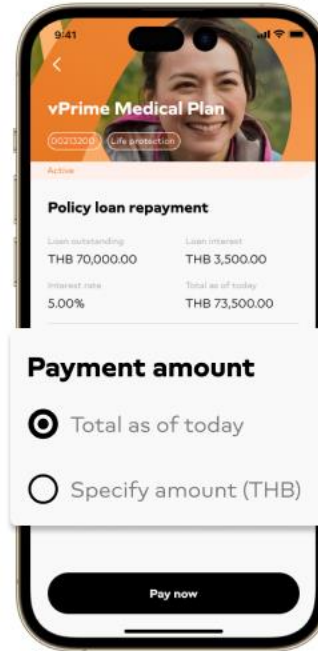 9:41
vPrime Medical Plan
00213200 Life protection
Active
Policy loan repayment
Loan outstanding Loan interest
THB 70,000.00 THB 3,500.00
Interest rate Total as of today
5.00% THB 73,500.00
Payment amount
Total as of today
Specify amount (THB)
Pay now